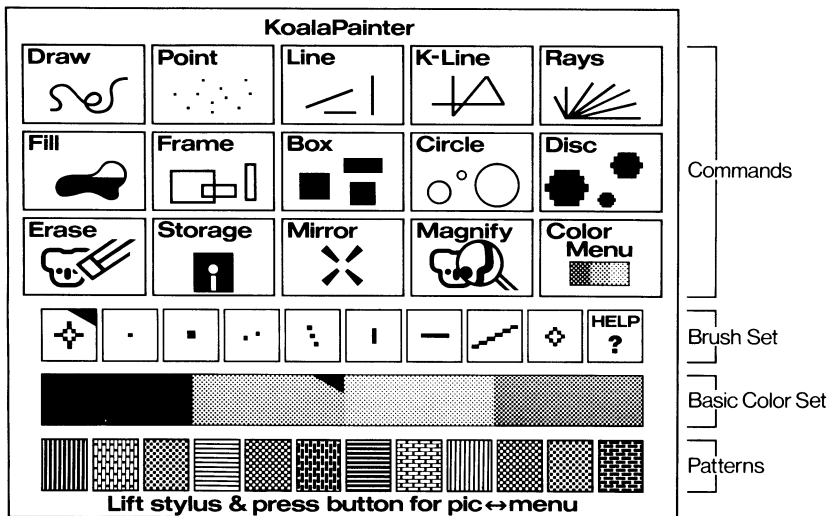 KoalaPainter
Draw Point Line K-Line Rays
Fill Frame Box Circle Disc
Commands
Erase Storage Mirror Magnify Color
Menu
HELP
?
Brush Set
Basic Color Set
Patterns
Lift stylus & press button for pic↔menu